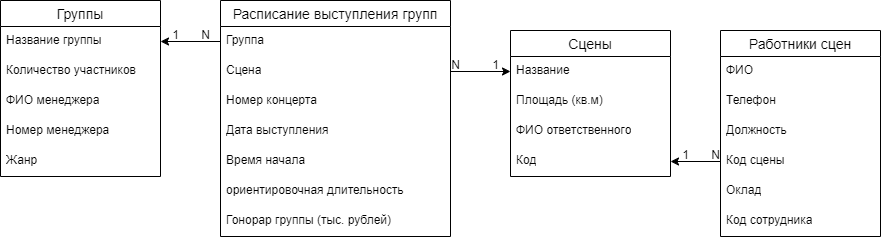 Группы
Название группы
Количество участников
ФИО менеджера
Номер менеджера
Жанр
1 N
Расписание выступления групп
Группа
Сцена
Номер концерта
Дата выступления
Время начала
ориентировочная длительность
Гонорар группы (тыс. рублей)
N 1
Сцены
Название
Площадь (кв.м)
ФИО ответственного
Код
1 N
Работники сцен
ФИО
Телефон
Должность
Код сцены
Оклад
Код сотрудника